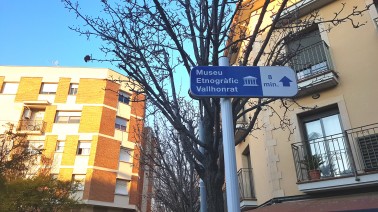 Museu
Etnogràfic
Vallhonrat
5
min.